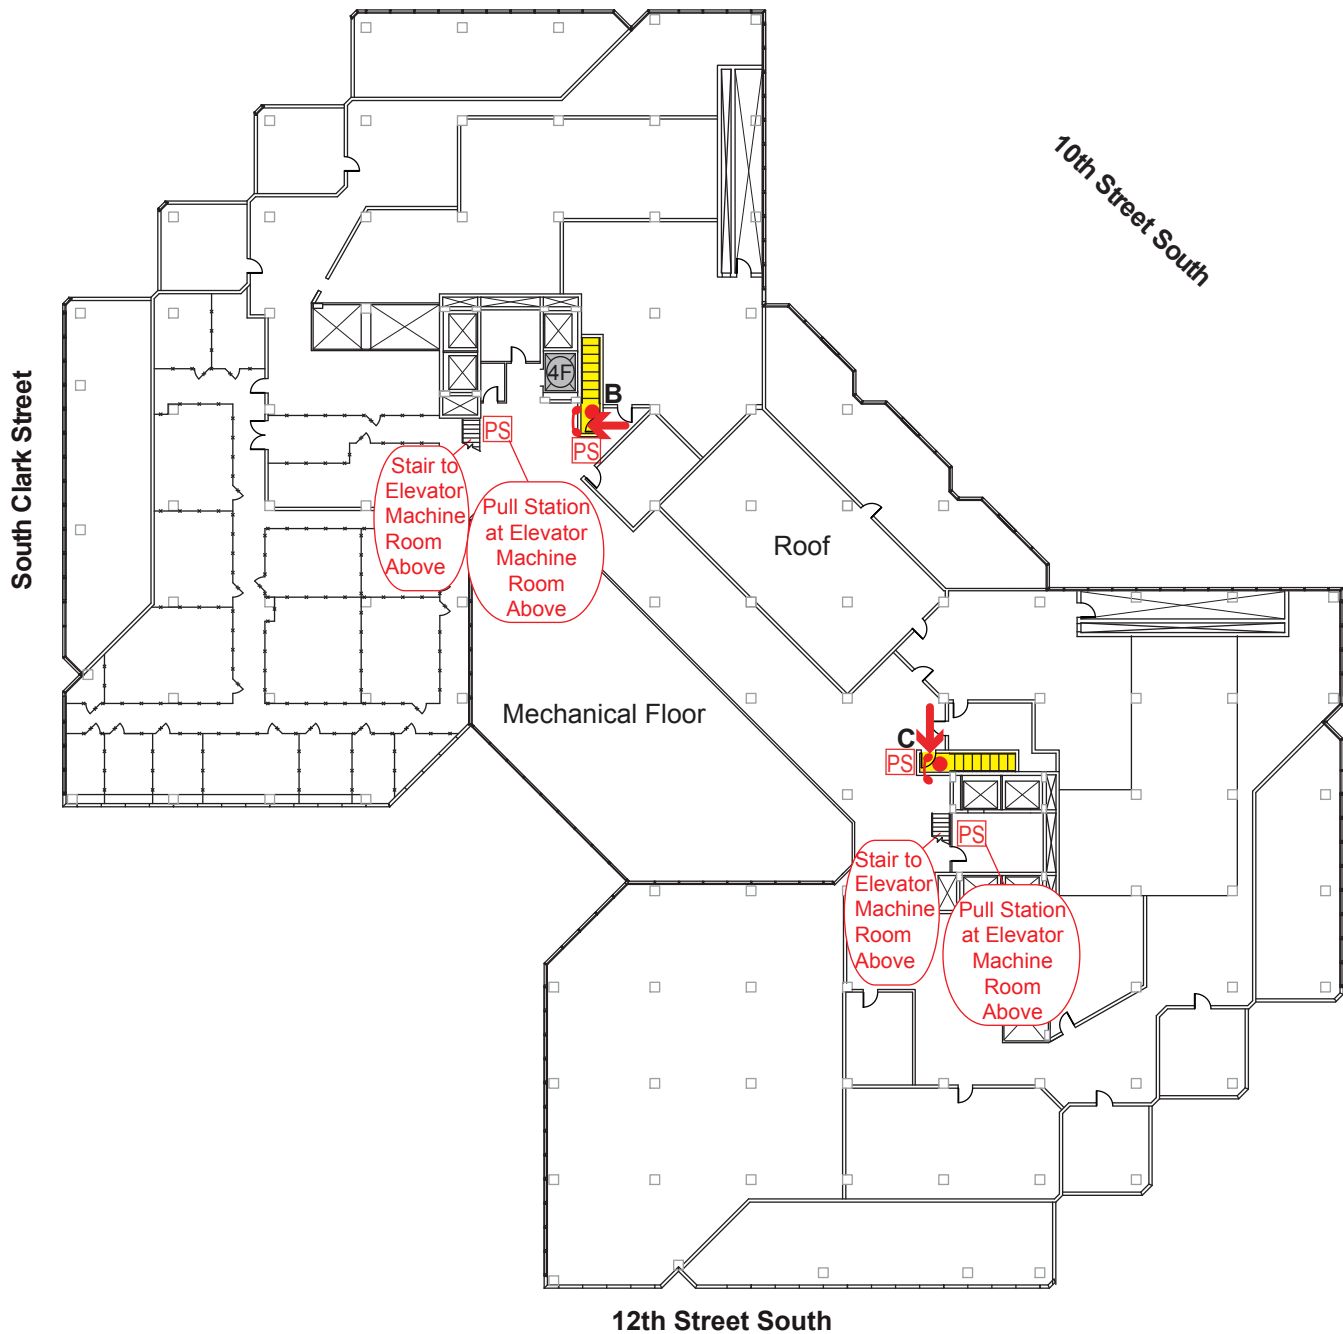 10th Street South
South Clark Street
4F
B
PS
PS
Stair to
Elevator
Machine
Room
Above
Pull Station
at Elevator
Machine
Room
Above
Roof
Mechanical Floor
C
PS
PS
Stair to
Elevator
Machine
Room
Above
Pull Station
at Elevator
Machine
Room
Above
12th Street South